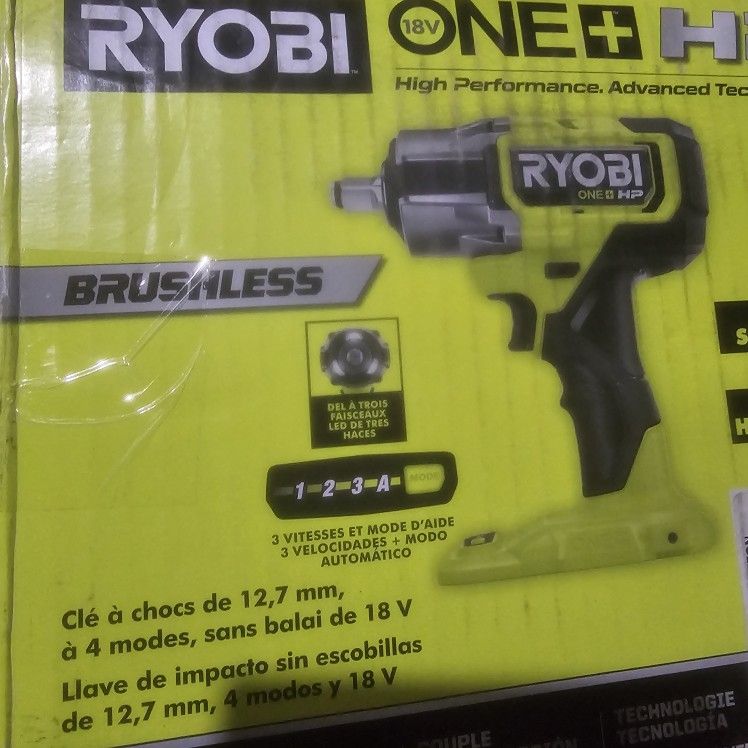 RYOBI
18V ONE+ H
High Performance. Advanced Tec
RYOBI
ONE+ HP
BRUSHLESS
DEL À TROIS
FAISCEAUX
LED DE TRES
HACES
1-2-3-A- MODE
3 VITESSES ET MODE D'AIDE
3 VELOCIDADES + MODO
AUTOMÁTICO
Clé à chocs de 12,7 mm,
à 4 modes, sans balai de 18 V
Llave de impacto sin escobillas
de 12,7 mm, 4 modos y 18 V
S
H
OUPLE
TECHNOLOGIE
TECNOLOGÍA